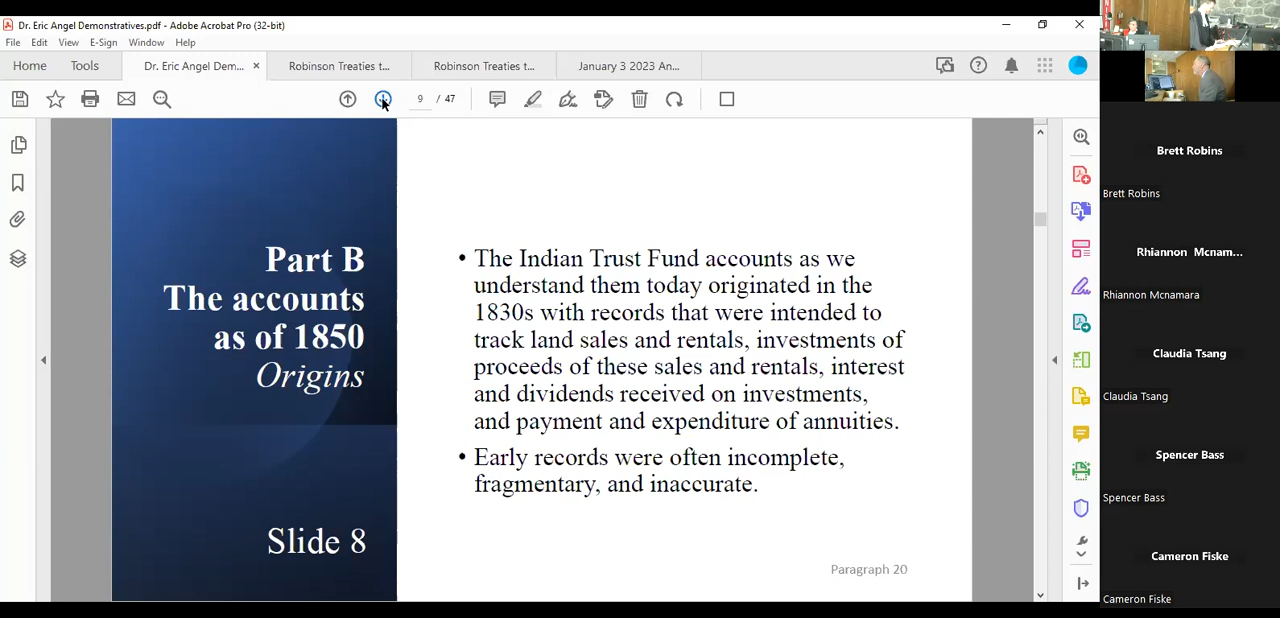 Dr. Eric Angel Demonstratives.pdf - Adobe Acrobat Pro (32-bit)
File Edit View E-Sign Window Help
Home Tools Dr. Eric Angel Dem... × Robinson Treaties t... Robinson Treaties t... January 3 2023 An...
9 / 47
Part B
The accounts
as of 1850
Origins
Slide 8
• The Indian Trust Fund accounts as we
understand them today originated in the
1830s with records that were intended to
track land sales and rentals, investments of
proceeds of these sales and rentals, interest
and dividends received on investments,
and payment and expenditure of annuities.
• Early records were often incomplete,
fragmentary, and inaccurate.
Paragraph 20
Brett Robins
Brett Robins
Rhiannon Mcnam...
Rhiannon Mcnamara
Claudia Tsang
Claudia Tsang
Spencer Bass
Spencer Bass
Cameron Fiske
Cameron Fiske